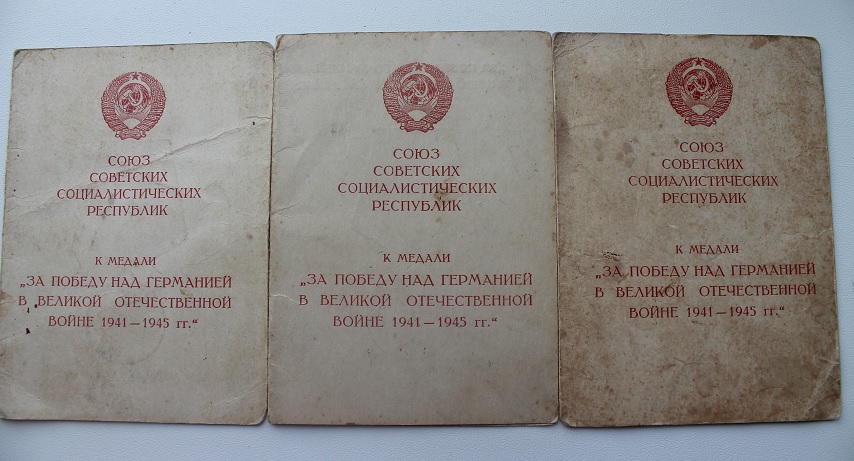 СОЮЗ
СОВЕТСКИХ
СОЦИАЛИСТИЧЕСКИХ
РЕСПУБЛИК
К МЕДАЛИ
„ЗА ПОБЕДУ НАД ГЕРМАНИЕЙ
В ВЕЛИКОЙ ОТЕЧЕСТВЕННОЙ
ВОЙНЕ 1941—1945 гг.“
СОЮЗ
СОВЕТСКИХ
СОЦИАЛИСТИЧЕСКИХ
РЕСПУБЛИК
К МЕДАЛИ
„ЗА ПОБЕДУ НАД ГЕРМАНИЕЙ
В ВЕЛИКОЙ ОТЕЧЕСТВЕННОЙ
ВОЙНЕ 1941—1945 гг.“
СОЮЗ
СОВЕТСКИХ
СОЦИАЛИСТИЧЕСКИХ
РЕСПУБЛИК
К МЕДАЛИ
„ЗА ПОБЕДУ НАД ГЕРМАНИЕЙ
В ВЕЛИКОЙ ОТЕЧЕСТВЕННОЙ
ВОЙНЕ 1941—1945 гг.“